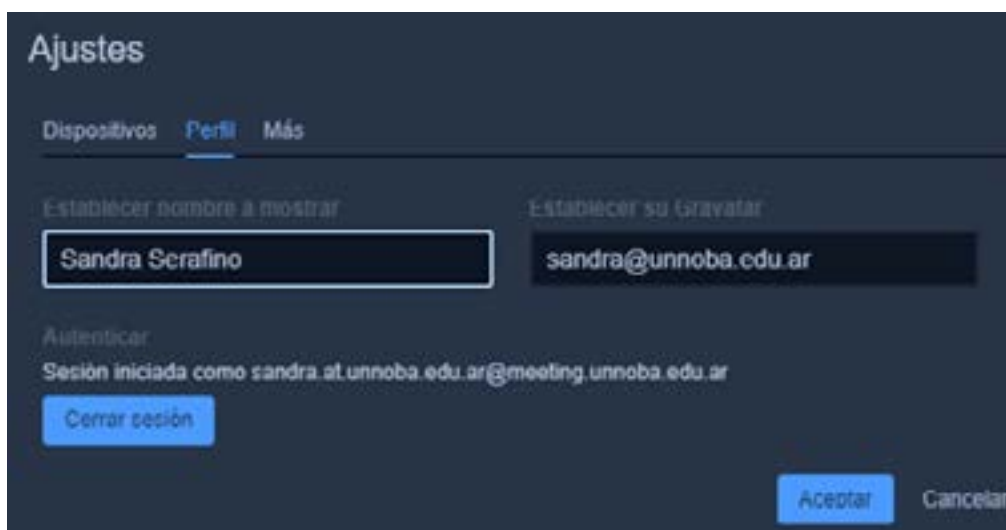 Ajustes
Dispositivos Perfil Más
Establecer nombre a mostrar Establecer su Gravatar
Sandra Serafino sandra@unnoba.edu.ar
Autenticar
Sesión iniciada como sandra.at.unnoba.edu.ar@meeting.unnoba.edu.ar
Cerrar sesión
Aceptar Cancelar